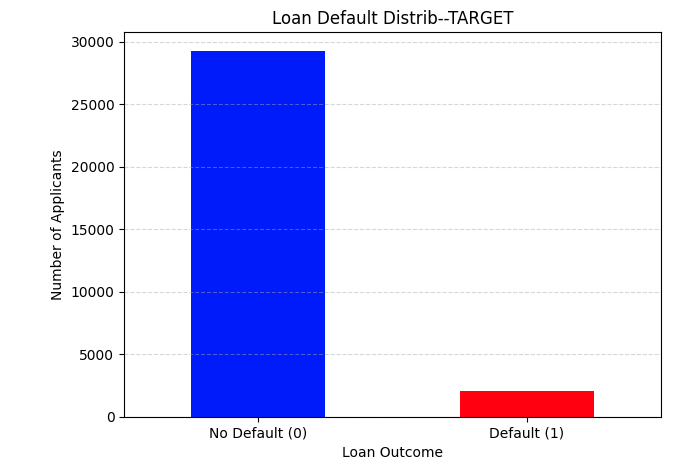 Loan Default Distrib--TARGET
30000
25000
20000
15000
10000
5000
0
Number of Applicants
No Default (0) Default (1)
Loan Outcome